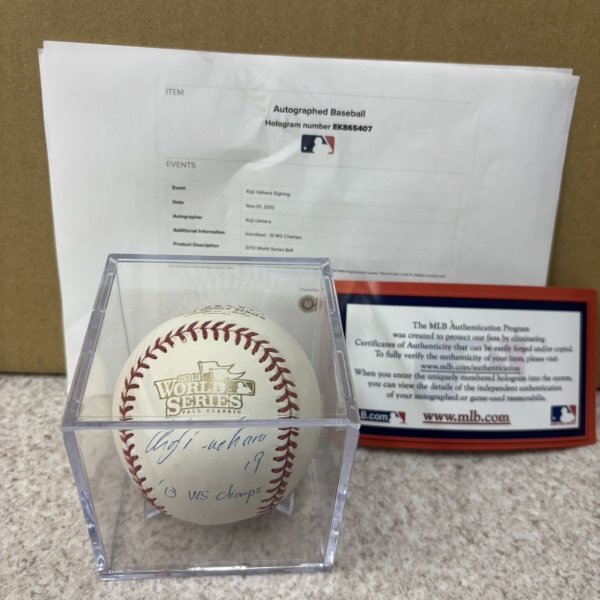 ITEM
Autographed Baseball
Hologram number EK865407
EVENTS
Event Koji Uehara Signing
Date Nov 01, 2013
Autographer Koji Uehara
Additional Information Inscribed - 13 WS Champs
Product Description 2013 World Series Ball
The MLB Authentication Program
was created to protect our fans by eliminating
Certificates of Authenticity that can be easily forged and/or copied.
To fully verify the authenticity of your item, please visit
www.mlb.com/authentication
When you enter the uniquely numbered hologram into the system,
you can view the details of the independent authentication
of your autographed or game-used memorabilia.
B.com
www.mlb.com
2013
WORLD
SERIES
FALL CLASSIC
Koji Uehara
19
'13 WS Champs